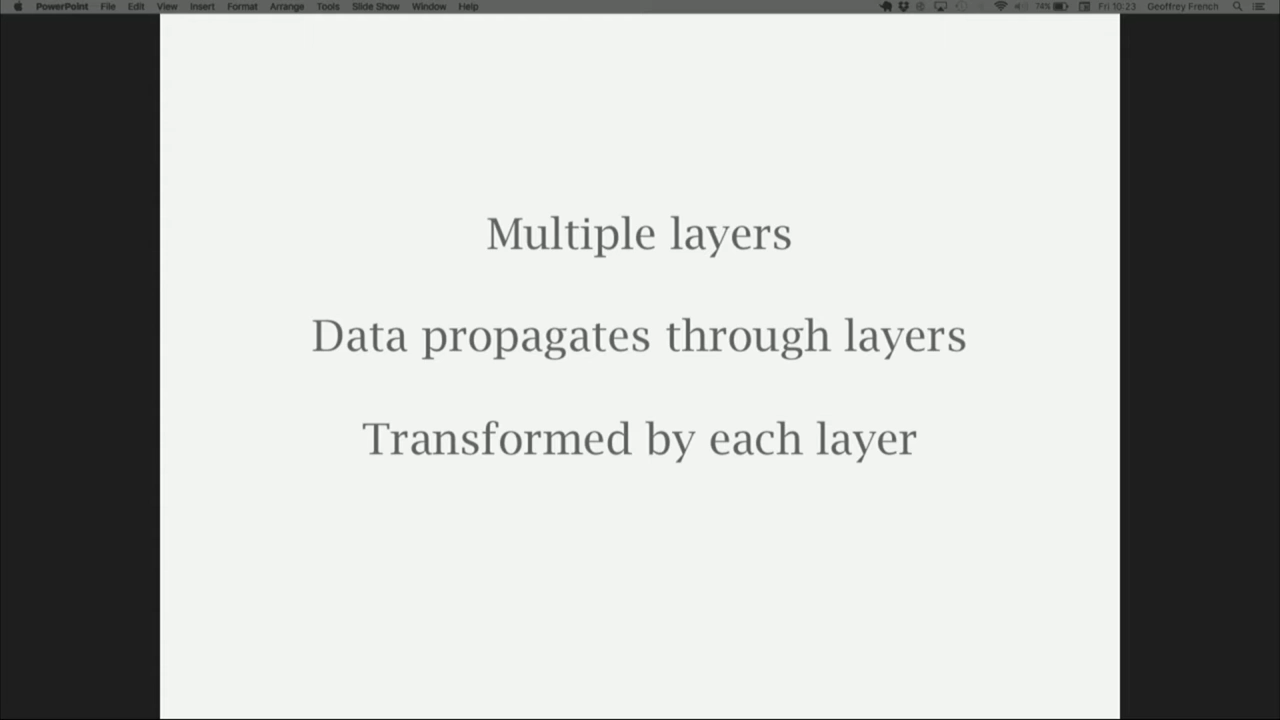 PowerPoint File Edit View Insert Format Arrange Tools Slide Show Window Help 74% Fri 10:23 Geoffrey French
Multiple layers
Data propagates through layers
Transformed by each layer